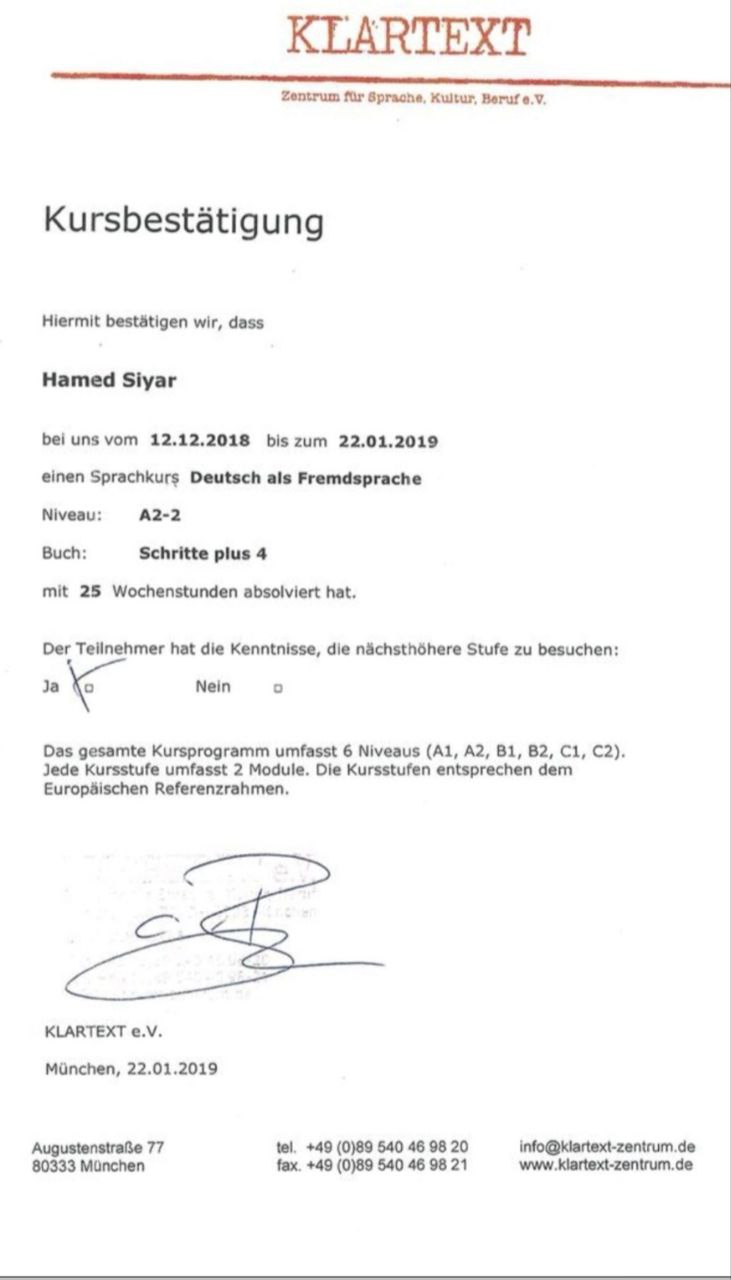 KLARTEXT
Zentrum für Sprache, Kultur, Beruf e.V.
Kursbestätigung
Hiermit bestätigen wir, dass
Hamed Siyar
bei uns vom 12.12.2018 bis zum 22.01.2019
einen Sprachkurs Deutsch als Fremdsprache
Niveau: A2-2
Buch: Schritte plus 4
mit 25 Wochenstunden absolviert hat.
Der Teilnehmer hat die Kenntnisse, die nächsthöhere Stufe zu besuchen:
Ja Nein
Das gesamte Kursprogramm umfasst 6 Niveaus (A1, A2, B1, B2, C1, C2).
Jede Kursstufe umfasst 2 Module. Die Kursstufen entsprechen dem
Europäischen Referenzrahmen.
KLARTEXT e.V.
München, 22.01.2019
Augustenstraße 77 tel. +49 (0)89 540 46 98 20 info@klartext-zentrum.de
80333 München fax. +49 (0)89 540 46 98 21 www.klartext-zentrum.de